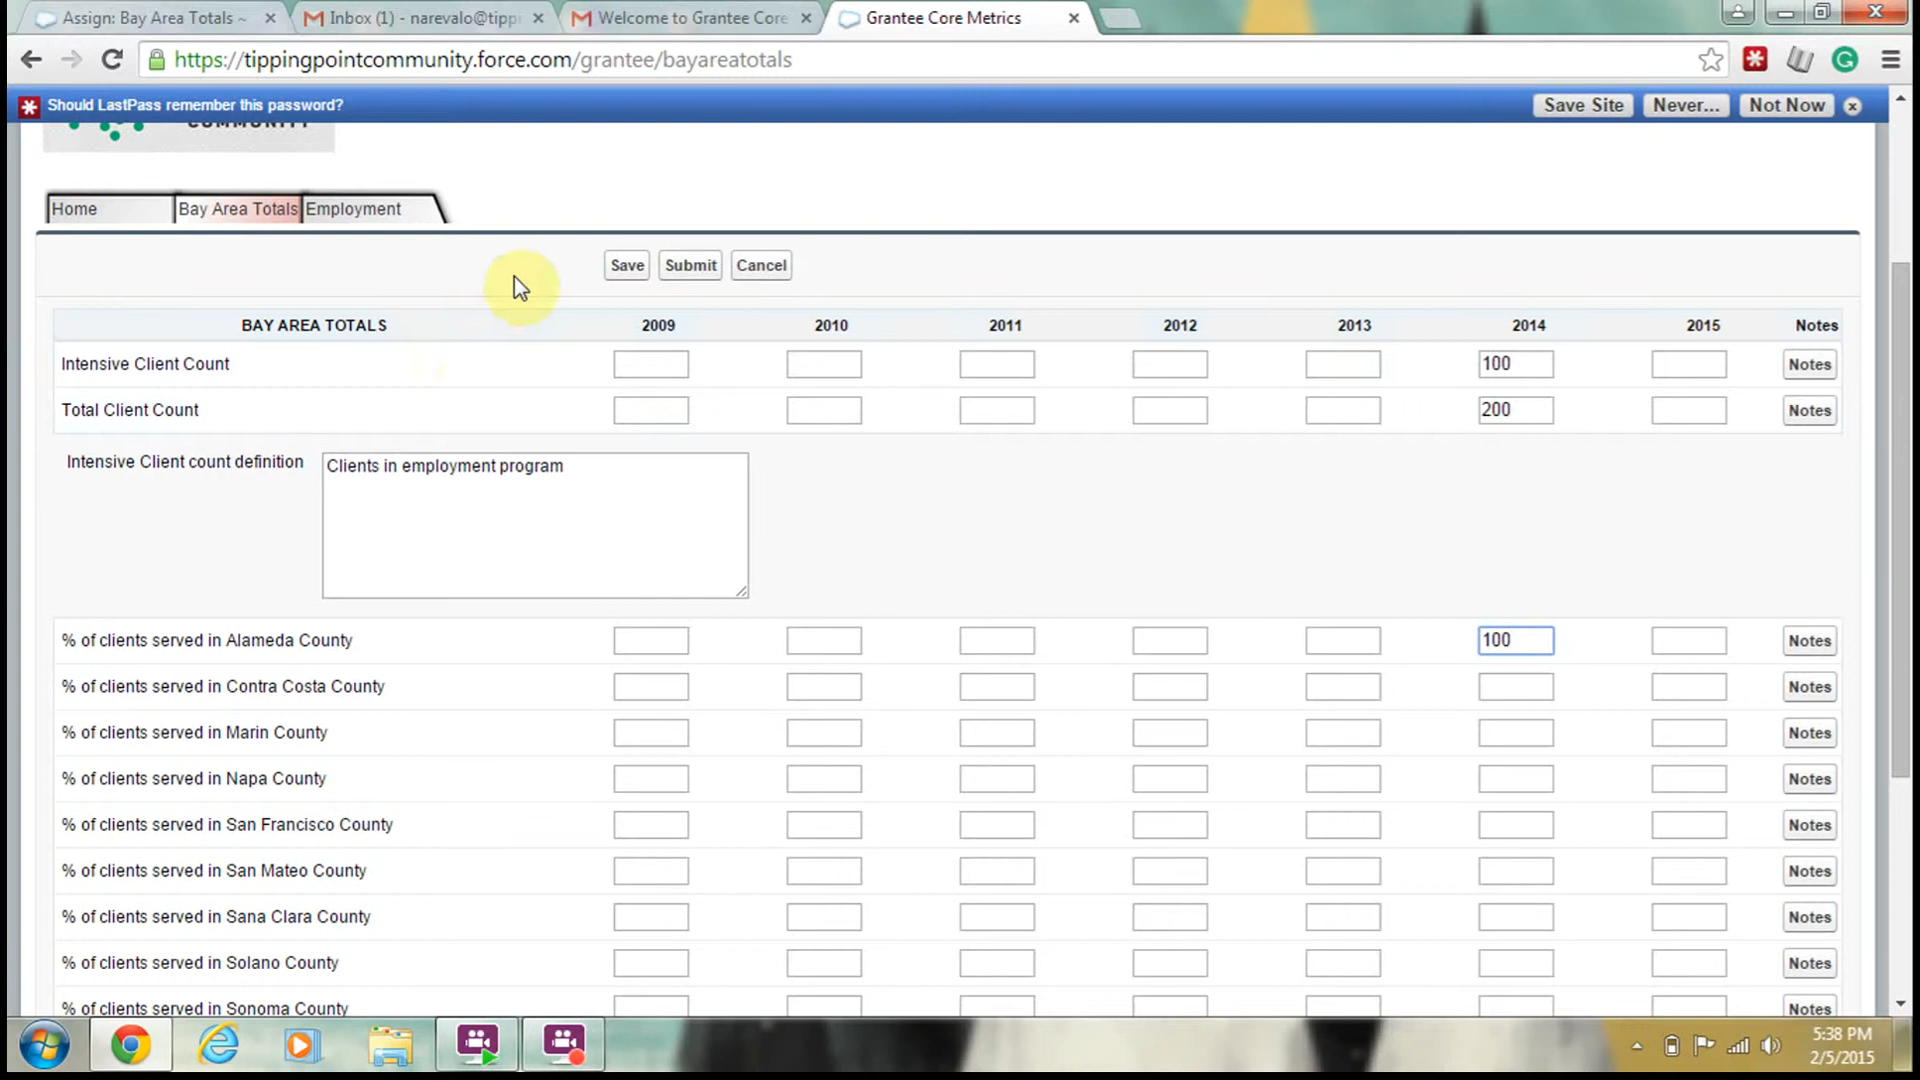 Assign: Bay Area Totals ~
Inbox (1) - narevalo@tippi
Welcome to Grantee Core
Grantee Core Metrics
https://tippingpointcommunity.force.com/grantee/bayareatotals
Should LastPass remember this password?
Save Site
Never...
Not Now
COMMUNITY
Home
Bay Area Totals
Employment
Save
Submit
Cancel
BAY AREA TOTALS 2009 2010 2011 2012 2013 2014 2015 Notes
Intensive Client Count 100 Notes
Total Client Count 200 Notes
Intensive Client count definition Clients in employment program
% of clients served in Alameda County 100 Notes
% of clients served in Contra Costa County Notes
% of clients served in Marin County Notes
% of clients served in Napa County Notes
% of clients served in San Francisco County Notes
% of clients served in San Mateo County Notes
% of clients served in Sana Clara County Notes
% of clients served in Solano County Notes
% of clients served in Sonoma County Notes
5:38 PM
2/5/2015